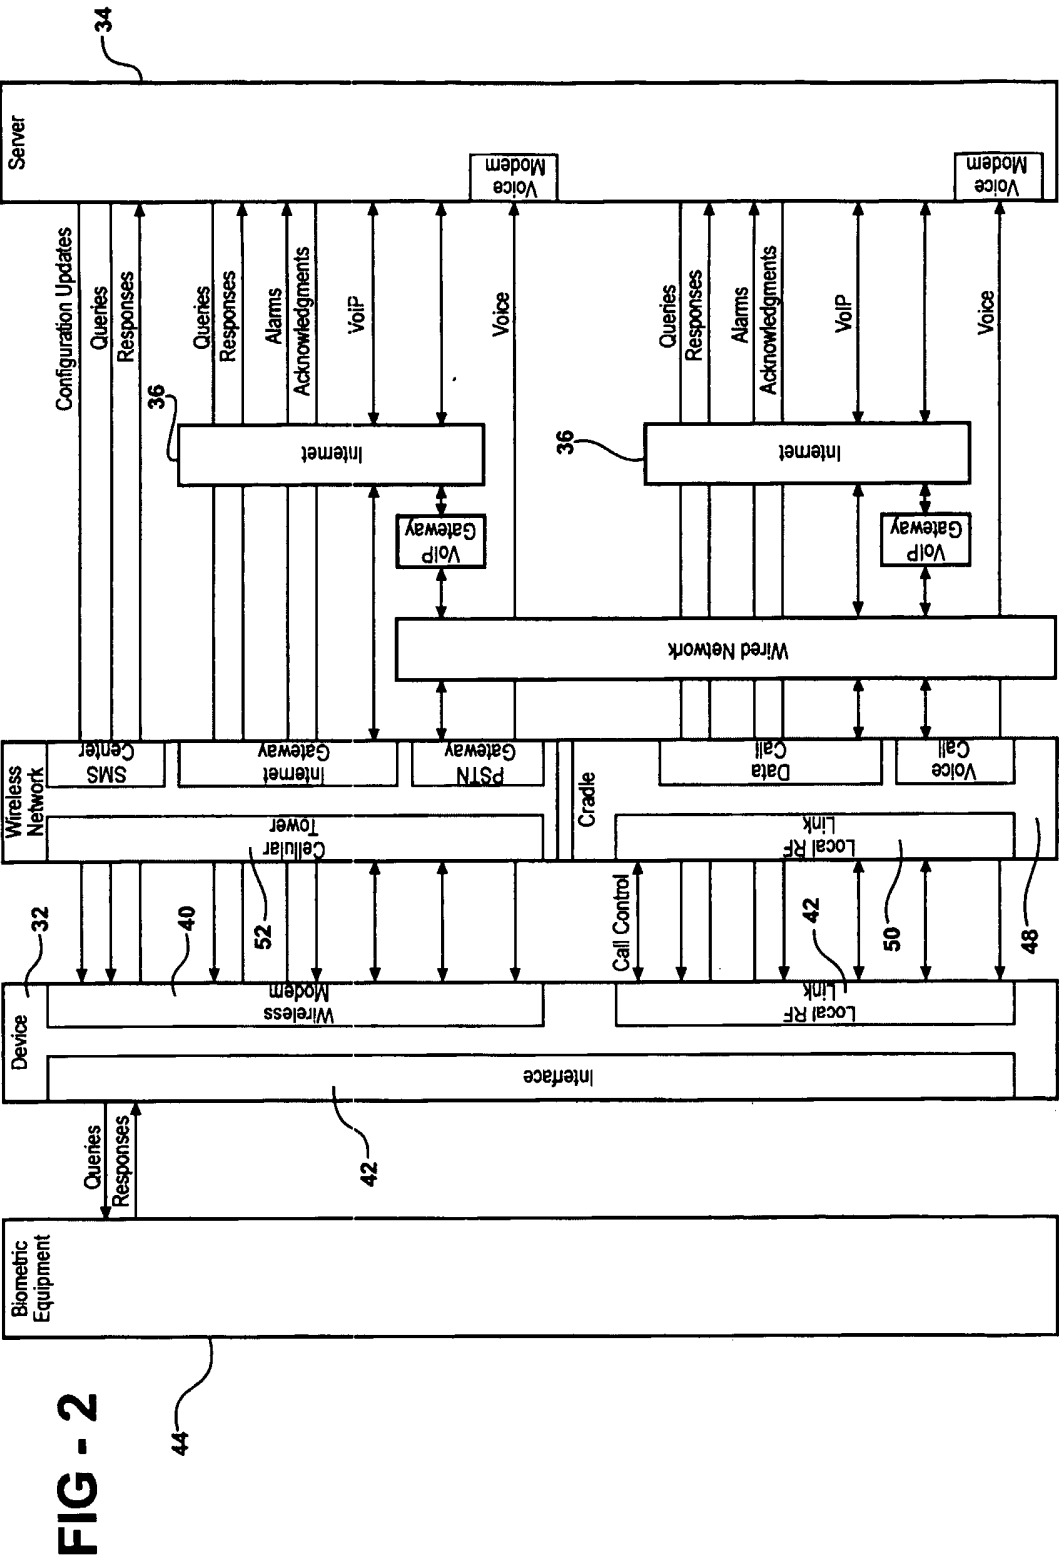 FIG - 2
44
Biometric
Equipment
Queries
Responses
42
Device
32
Interface
40
Wireless
Modem
42
Local RF
Link
Call Control
Wireless
Network
52
Cellular
Tower
SMS
Center
Internet
Gateway
PSTN
Gateway
Cradle
50
48
Local RF
Link
Data
Call
Voice
Call
Wired Network
VoIP
Gateway
VoIP
Gateway
36
Internet
36
Internet
Configuration Updates
Queries
Responses
Queries
Responses
Alarms
Acknowledgments
VoiP
Voice
Queries
Responses
Alarms
Acknowledgments
VoIP
Voice
34
Server
Voice
Modem
Voice
Modem